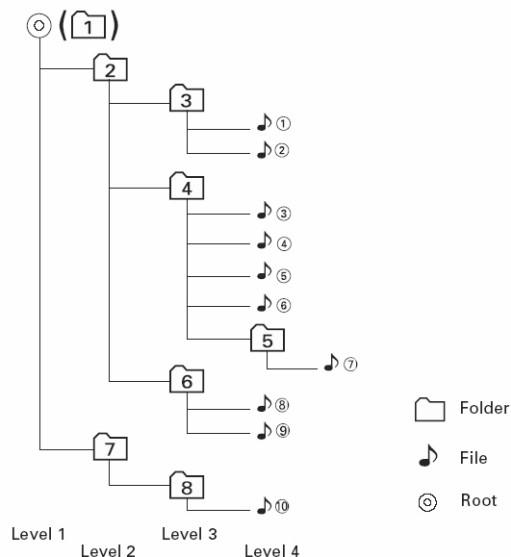 (1)
2
3
①
②
4
③
④
⑤
⑥
5
⑦
6
⑧
⑨
7
8
⑩
Folder
File
Root
Level 1
Level 2
Level 3
Level 4